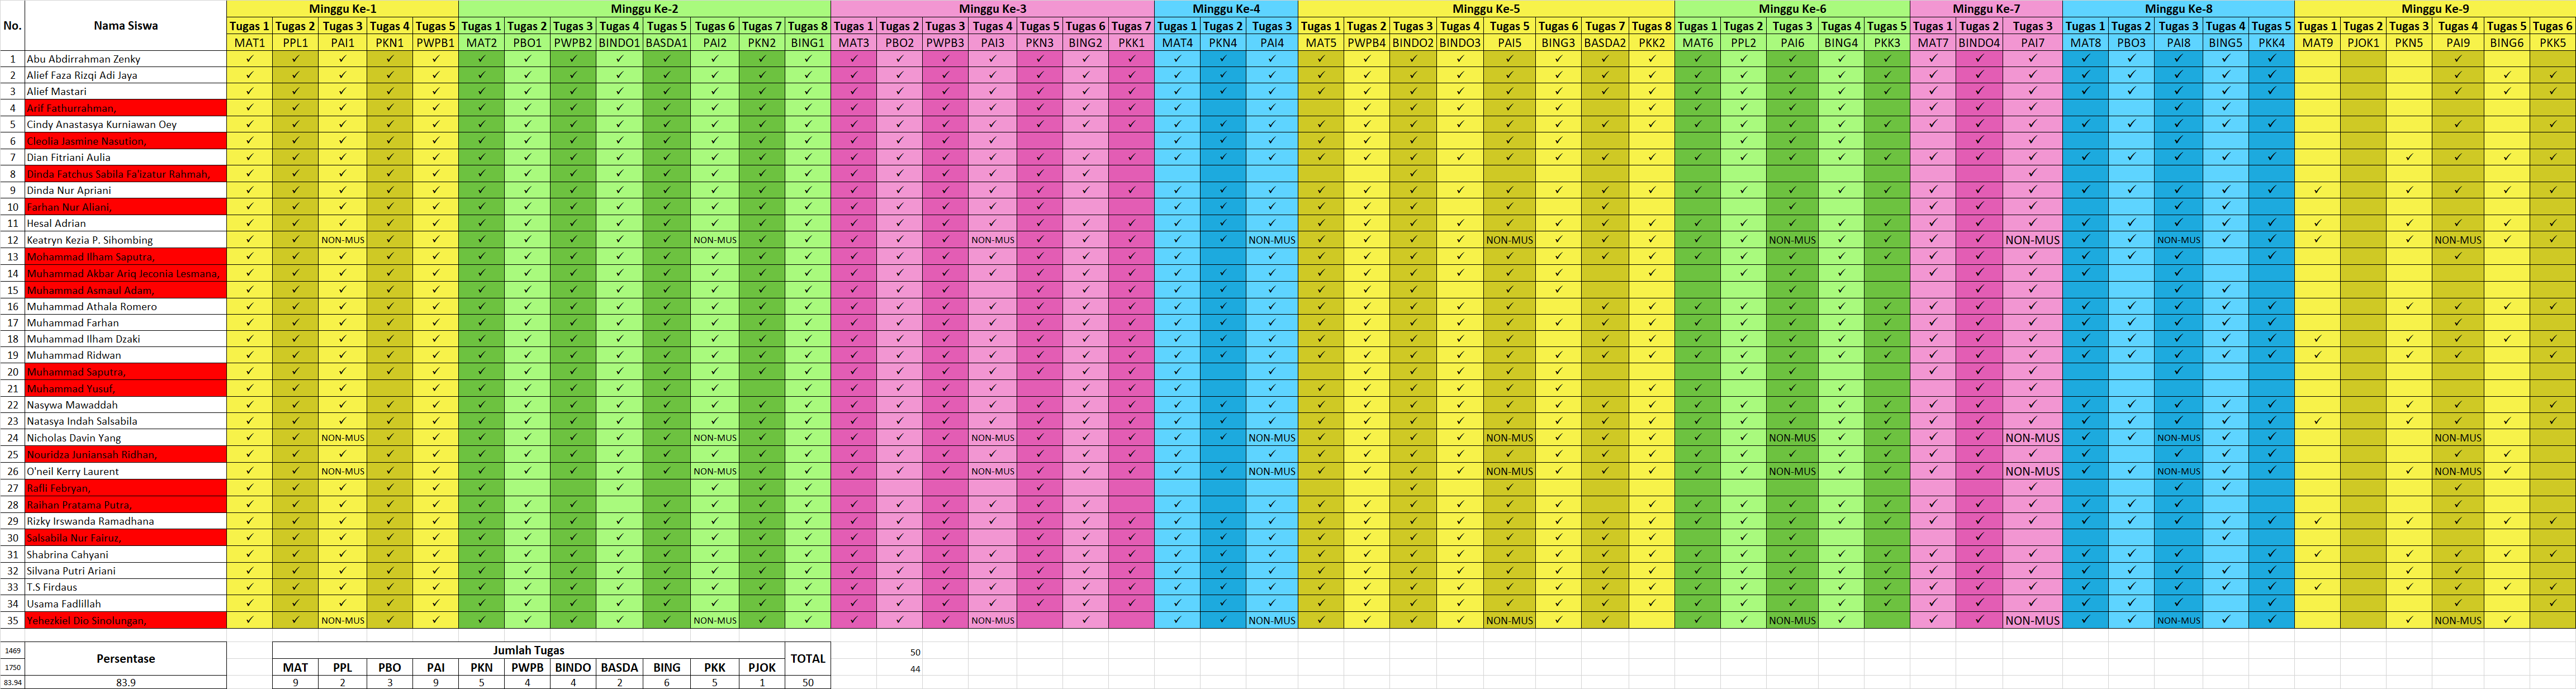 No. Nama Siswa Minggu Ke-1 Minggu Ke-2 Minggu Ke-3 Minggu Ke-4 Minggu Ke-5 Minggu Ke-6 Minggu Ke-7 Minggu Ke-8 Minggu Ke-9
Tugas 1 Tugas 2 Tugas 3 Tugas 4 Tugas 5 Tugas 1 Tugas 2 Tugas 3 Tugas 4 Tugas 5 Tugas 6 Tugas 7 Tugas 8 Tugas 1 Tugas 2 Tugas 3 Tugas 4 Tugas 5 Tugas 6 Tugas 7 Tugas 1 Tugas 2 Tugas 3 Tugas 1 Tugas 2 Tugas 3 Tugas 4 Tugas 5 Tugas 6 Tugas 7 Tugas 8 Tugas 1 Tugas 2 Tugas 3 Tugas 4 Tugas 5 Tugas 1 Tugas 2 Tugas 3 Tugas 1 Tugas 2 Tugas 3 Tugas 4 Tugas 5 Tugas 1 Tugas 2 Tugas 3 Tugas 4 Tugas 5 Tugas 6
MAT1 PPL1 PAI1 PKN1 PWPB1 MAT2 PBO1 PWPB2 BINDO1 BASDA1 PAI2 PKN2 BING1 MAT3 PBO2 PWPB3 PAI3 PKN3 BING2 PKK1 MAT4 PKN4 PAI4 MAT5 PWPB4 BINDO2 BINDO3 PAI5 BING3 BASDA2 PKK2 MAT6 PPL2 PAI6 BING4 PKK3 MAT7 BINDO4 PAI7 MAT8 PBO3 PAI8 BING5 PKK4 MAT9 PJOK1 PKN5 PAI9 BING6 PKK5
1 Abu Abdirrahman Zenky
2 Alief Faza Rizqi Adi Jaya
3 Alief Mastari
4 Arif Fathurrahman,
5 Cindy Anastasya Kurniawan Oey
6 Cleolia Jasmine Nasution,
7 Dian Fitriani Aulia
8 Dinda Fatchus Sabila Fa'izatur Rahmah,
9 Dinda Nur Apriani
10 Farhan Nur Ailani,
11 Hesal Adrian
12 Keatryn Kezia P. Sihombing NON-MUS NON-MUS NON-MUS NON-MUS NON-MUS NON-MUS NON-MUS NON-MUS NON-MUS
13 Mohammad Ilham Saputra,
14 Muhammad Akbar Ariq Jeconia Lesmana,
15 Muhammad Asmaul Adam,
16 Muhammad Athala Romero
17 Muhammad Farhan
18 Muhammad Ilham Dzaki
19 Muhammad Ridwan
20 Muhammad Saputra,
21 Muhammad Yusuf,
22 Nasywa Mawaddah
23 Natasya Indah Salsabila
24 Nicholas Davin Yang NON-MUS NON-MUS NON-MUS NON-MUS NON-MUS NON-MUS NON-MUS NON-MUS NON-MUS
25 Nouridza Juniansah Ridhan,
26 O'neil Kerry Laurent NON-MUS NON-MUS NON-MUS NON-MUS NON-MUS NON-MUS NON-MUS NON-MUS NON-MUS
27 Rafli Febryan,
28 Raihan Pratama Putra,
29 Rizky Irswanda Ramadhana
30 Salsabila Nur Fairuz,
31 Shabrina Cahyani
32 Silvana Putri Ariani
33 T.S Firdaus
34 Usama Fadlillah
35 Yehezkiel Dio Sinolungan, NON-MUS NON-MUS NON-MUS NON-MUS NON-MUS NON-MUS NON-MUS NON-MUS NON-MUS
1469 Persentase Jumlah Tugas TOTAL 50
1750 MAT PPL PBO PAI PKN PWPB BINDO BASDA BING PKK PJOK 44
83.94 83.9 9 2 3 9 5 4 4 2 6 5 1 50